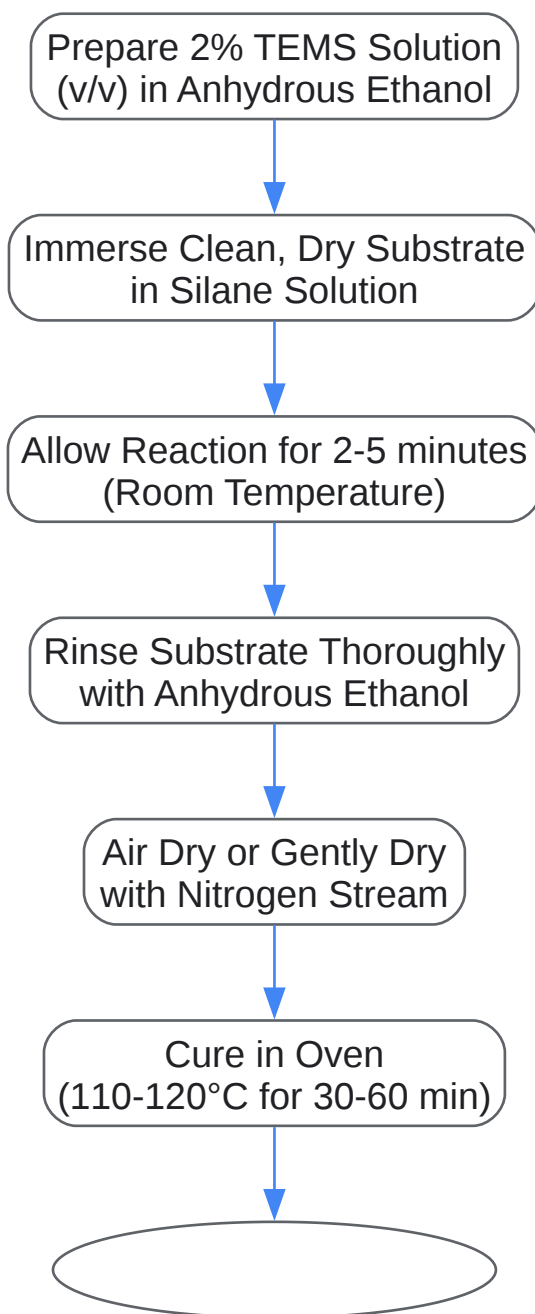 Prepare 2% TEMS Solution
(v/v) in Anhydrous Ethanol
Immerse Clean, Dry Substrate
in Silane Solution
Allow Reaction for 2-5 minutes
(Room Temperature)
Rinse Substrate Thoroughly
with Anhydrous Ethanol
Air Dry or Gently Dry
with Nitrogen Stream
Cure in Oven
(110-120°C for 30-60 min)